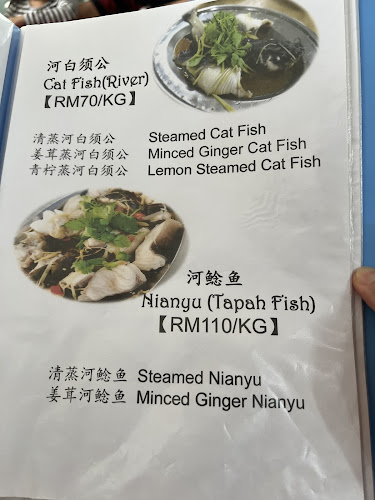 河白须公
Cat Fish(River)
【RM70/KG】
清蒸河白须公 Steamed Cat Fish
姜茸蒸河白须公 Minced Ginger Cat Fish
青柠蒸河白须公 Lemon Steamed Cat Fish
河鲶鱼
Nianyu (Tapah Fish)
【RM110/KG】
清蒸河鲶鱼 Steamed Nianyu
姜茸河鲶鱼 Minced Ginger Nianyu